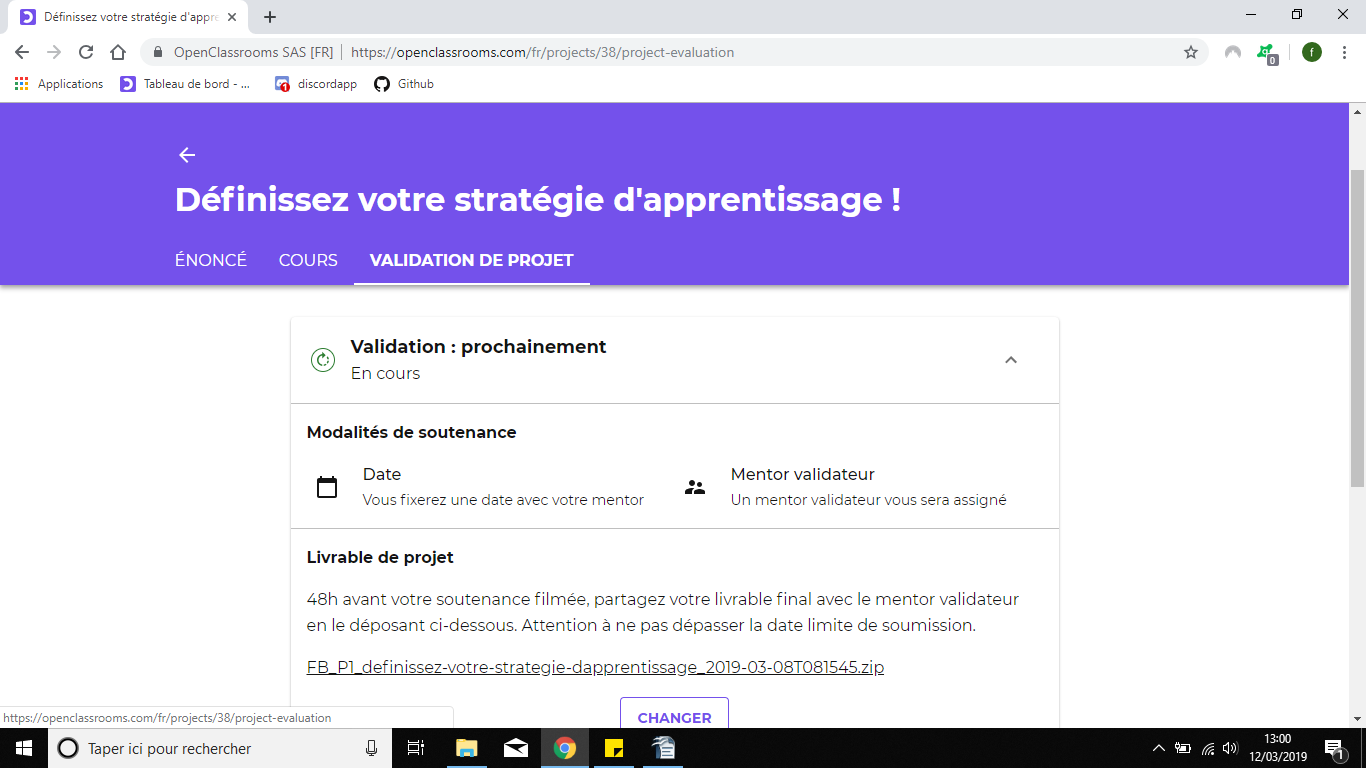 Définissez votre stratégie d'appre
OpenClassrooms SAS [FR] | https://openclassrooms.com/fr/projects/38/project-evaluation
f
0
Applications
Tableau de bord - ...
1
discordapp
Github
Définissez votre stratégie d'apprentissage !
ÉNONCÉ COURS VALIDATION DE PROJET
Validation : prochainement
En cours
Modalités de soutenance
Date
Vous fixerez une date avec votre mentor
Mentor validateur
Un mentor validateur vous sera assigné
Livrable de projet
48h avant votre soutenance filmée, partagez votre livrable final avec le mentor validateur
en le déposant ci-dessous. Attention à ne pas dépasser la date limite de soumission.
FB_P1_definissez-votre-strategie-dapprentissage_2019-03-08T081545.zip
CHANGER
https://openclassrooms.com/fr/projects/38/project-evaluation
Taper ici pour rechercher
13:00
12/03/2019
1